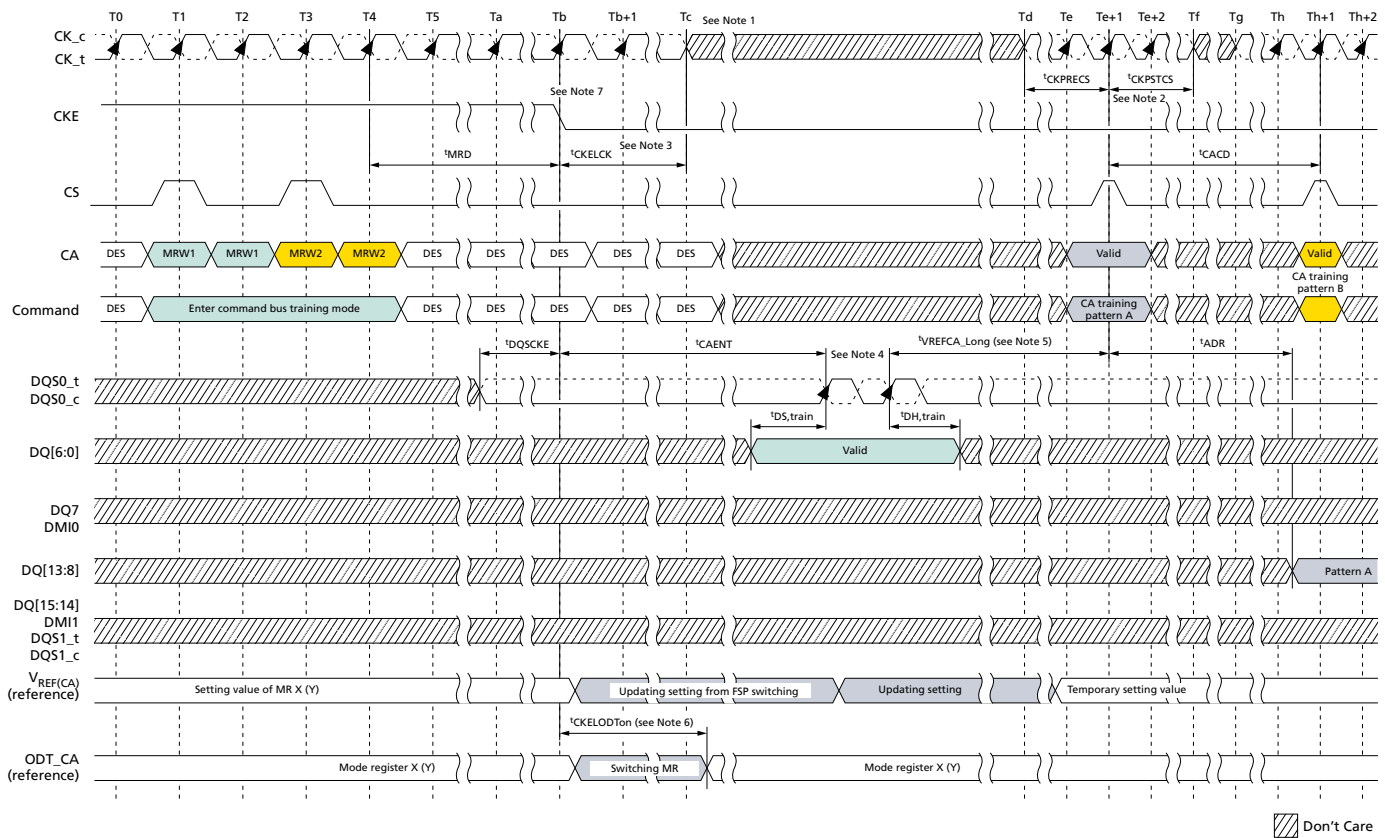 T0 T1 T2 T3 T4 T5 Ta Tb Tb+1 Tc See Note 1 Td Te Te+1 Te+2 Tf Tg Th Th+1 Th+2
CK_c
CK_t
tCKPRECS tCKPSTCS
See Note 7 See Note 2
CKE
See Note 3
tMRD tCKELCK tCACD
CS
CA DES MRW1 MRW1 MRW2 MRW2 DES DES DES DES DES Valid Valid
CA training
pattern B
Command DES Enter command bus training mode DES DES DES DES DES CA training
pattern A
tDQSCKE tCAENT See Note 4 tVREFCA_Long (see Note 5) tADR
DQS0_t
DQS0_c
tDS,train tDH,train
DQ[6:0] Valid
DQ7
DMI0
DQ[13:8] Pattern A
DQ[15:14]
DMI1
DQS1_t
DQS1_c
VREF(CA)
(reference) Setting value of MR X (Y) Updating setting from FSP switching Updating setting Temporary setting value
tCKELODTon (see Note 6)
ODT_CA
(reference) Mode register X (Y) Switching MR Mode register X (Y)
Don't Care